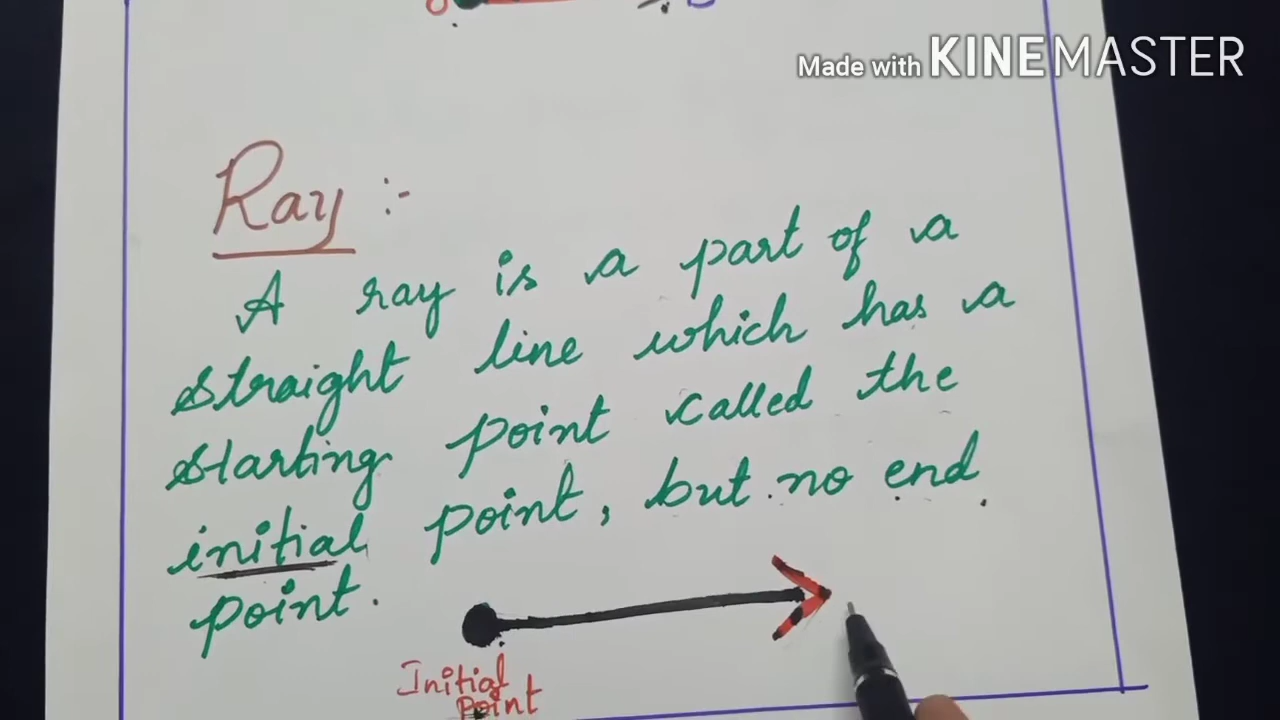 Made with KINEMASTER
Ray :-
A ray is a part of a
straight line which has a
starting point called the
initial point, but no end
point.
Initial
Point